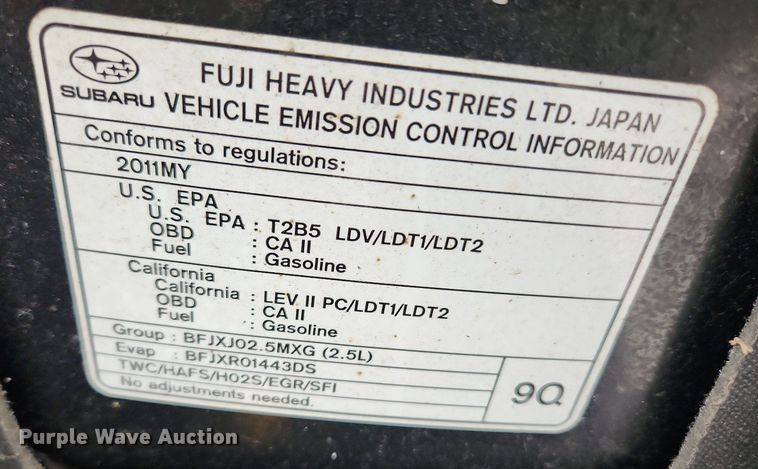 FUJI HEAVY INDUSTRIES LTD. JAPAN
SUBARU VEHICLE EMISSION CONTROL INFORMATION
Conforms to regulations:
2011MY
U.S. EPA
U.S. EPA : T2B5 LDV/LDT1/LDT2
OBD : CA II
Fuel : Gasoline
California
California : LEV II PC/LDT1/LDT2
OBD : CA II
Fuel : Gasoline
Group : BFJXJ02.5MXG (2.5L)
Evap : BFJXR01443DS
TWC/HAFS/HO2S/EGR/SFI
No adjustments needed.
9Q
Purple Wave Auction